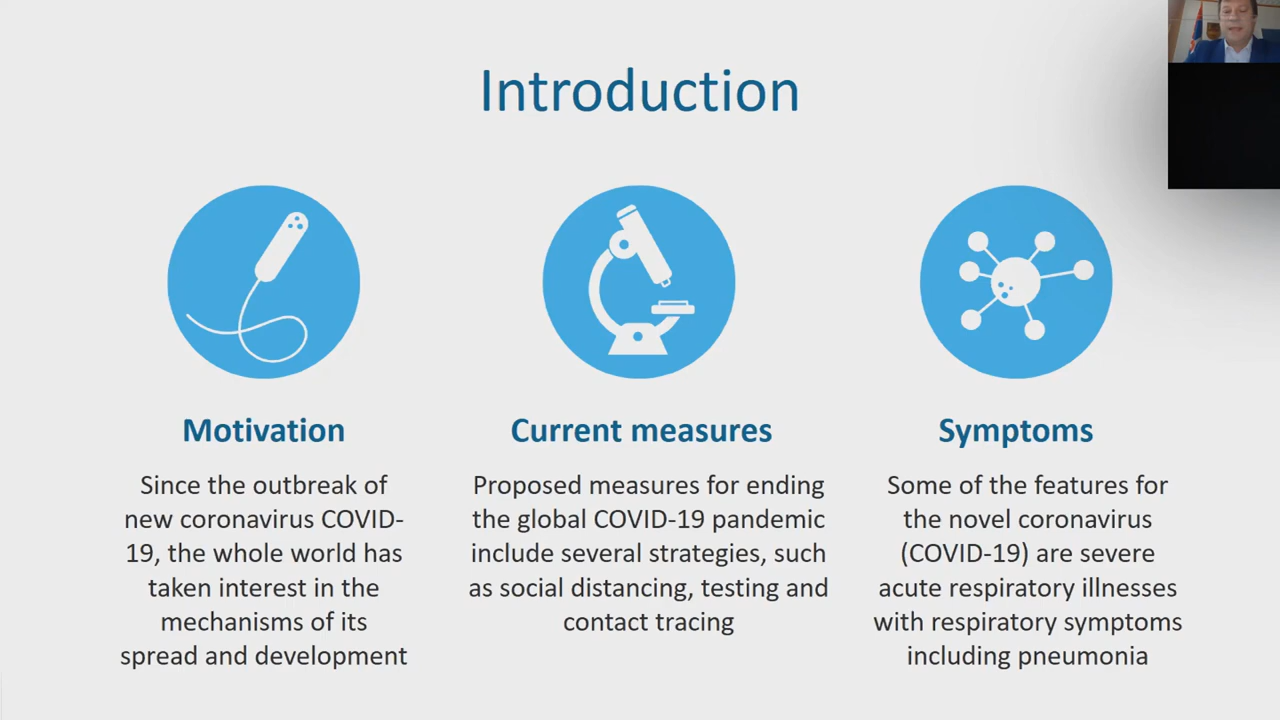 Introduction
Motivation
Since the outbreak of
new coronavirus COVID-
19, the whole world has
taken interest in the
mechanisms of its
spread and development
Current measures
Proposed measures for ending
the global COVID-19 pandemic
include several strategies, such
as social distancing, testing and
contact tracing
Symptoms
Some of the features for
the novel coronavirus
(COVID-19) are severe
acute respiratory illnesses
with respiratory symptoms
including pneumonia